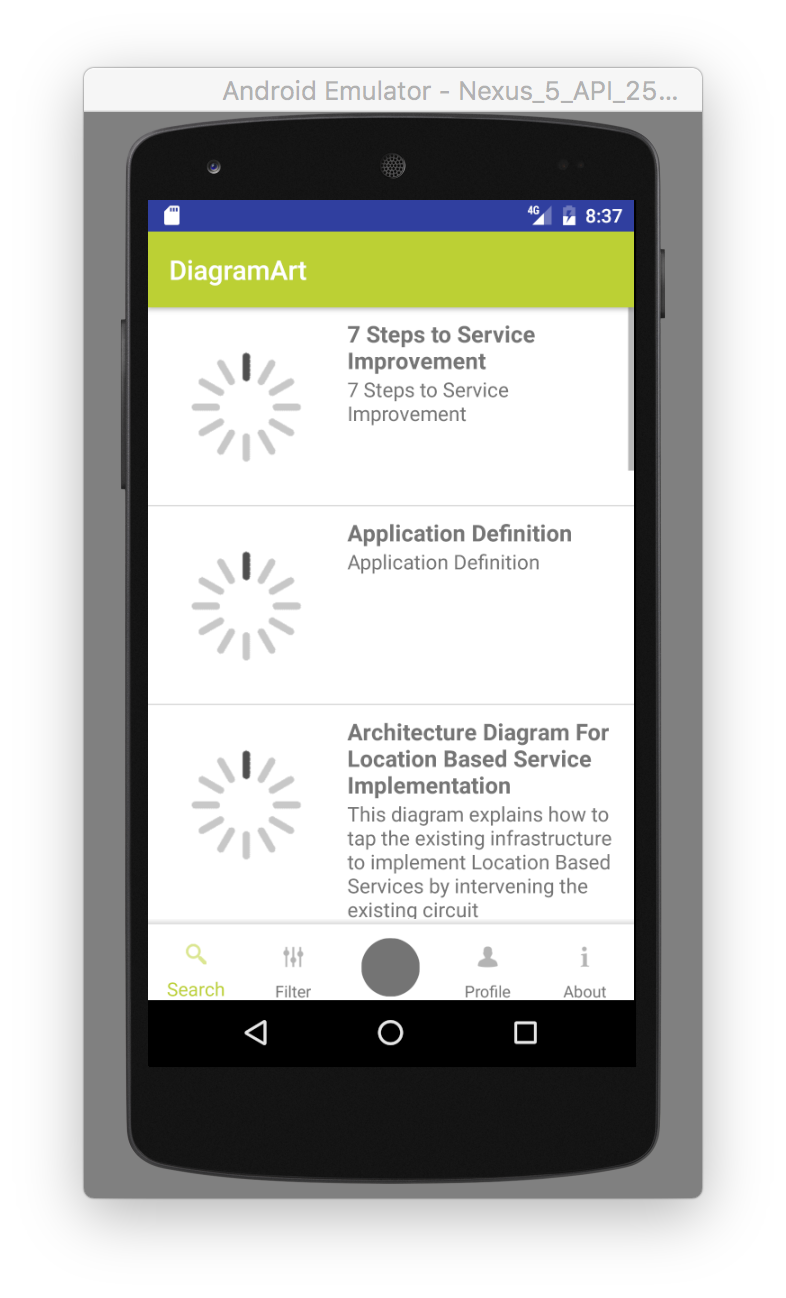 Android Emulator - Nexus_5_API_25...
4G 8:37
DiagramArt
7 Steps to Service
Improvement
7 Steps to Service
Improvement
Application Definition
Application Definition
Architecture Diagram For
Location Based Service
Implementation
This diagram explains how to
tap the existing infrastructure
to implement Location Based
Services by intervening the
existing circuit
Search Filter Profile About